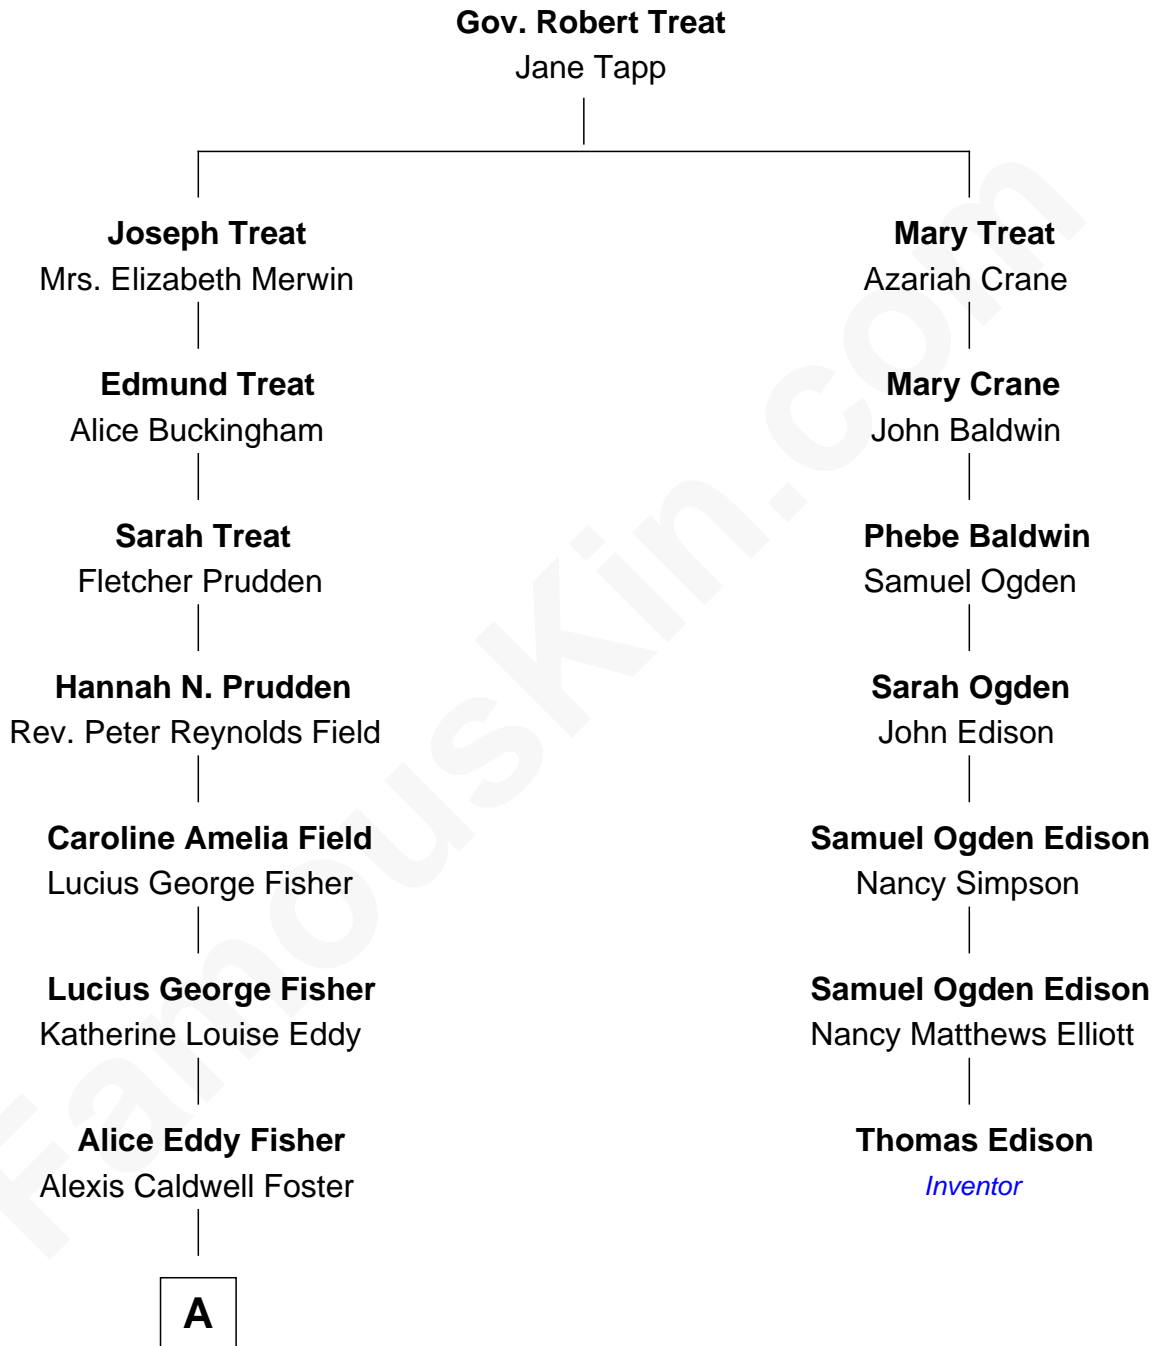 Gov. Robert Treat
Jane Tapp
Joseph Treat
Mrs. Elizabeth Merwin
Mary Treat
Azariah Crane
Edmund Treat
Alice Buckingham
Mary Crane
John Baldwin
Sarah Treat
Fletcher Prudden
Phebe Baldwin
Samuel Ogden
Hannah N. Prudden
Rev. Peter Reynolds Field
Sarah Ogden
John Edison
Caroline Amelia Field
Lucius George Fisher
Samuel Ogden Edison
Nancy Simpson
Lucius George Fisher
Katherine Louise Eddy
Samuel Ogden Edison
Nancy Matthews Elliott
Alice Eddy Fisher
Alexis Caldwell Foster
Thomas Edison
Inventor
A
FamousKin.com